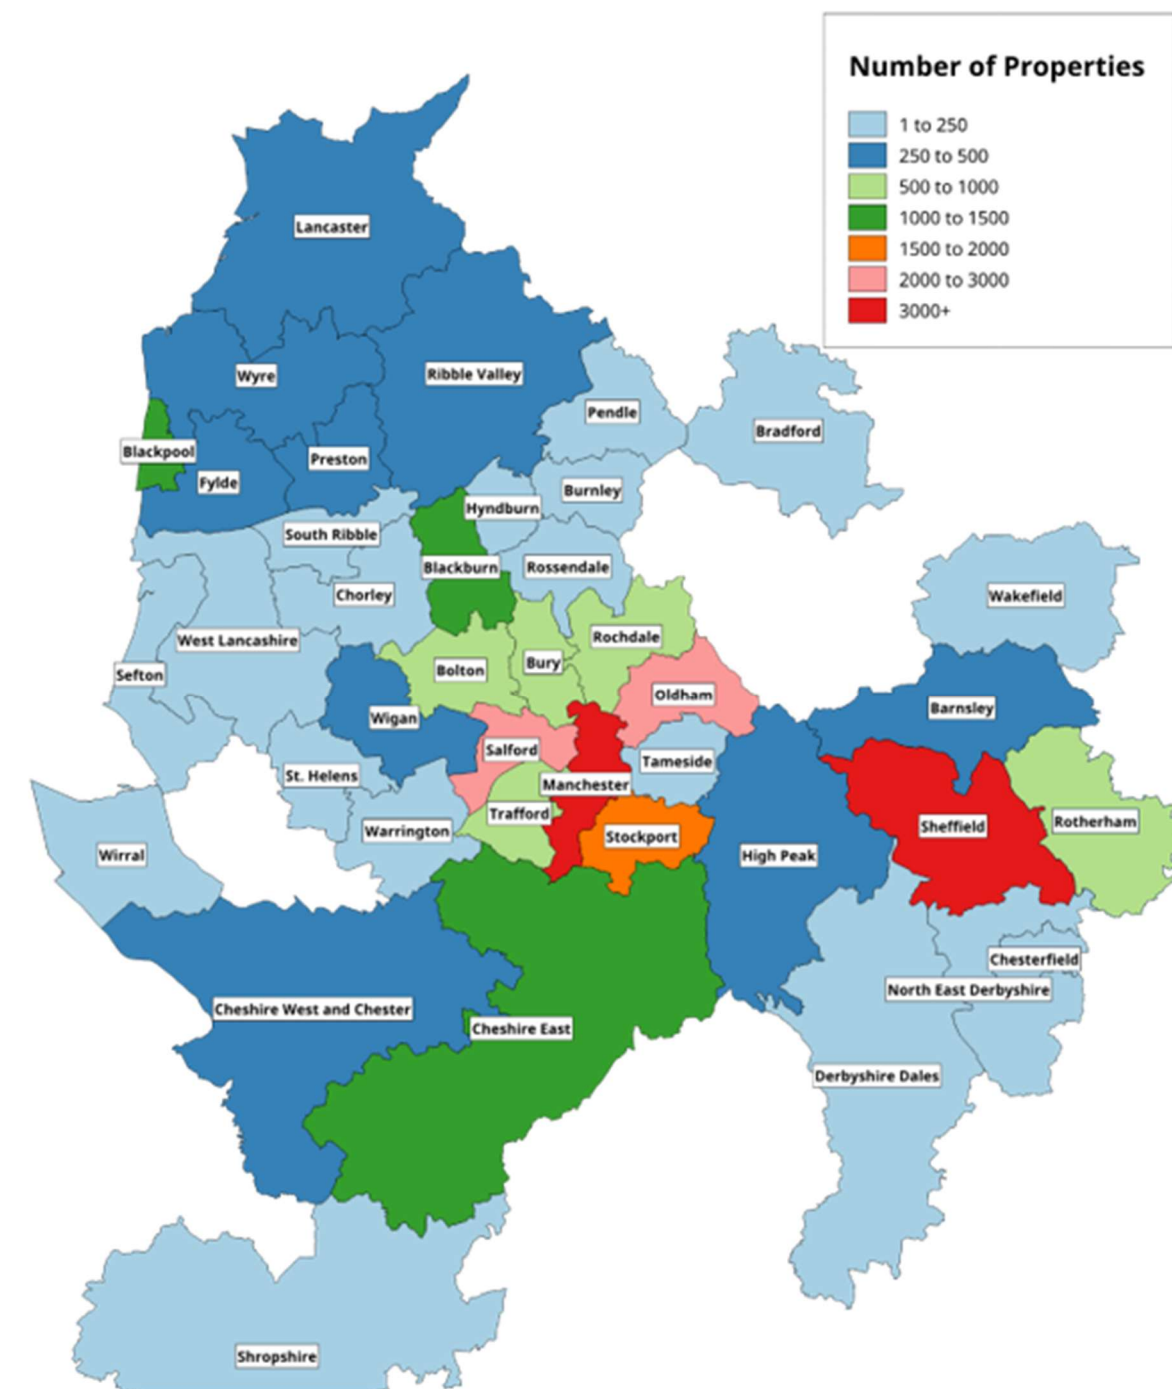 Number of Properties
1 to 250
250 to 500
500 to 1000
1000 to 1500
1500 to 2000
2000 to 3000
3000+
Lancaster
Wyre
Ribble Valley
Pendle
Bradford
Blackpool
Preston
Fylde
Burnley
Hyndburn
South Ribble
Blackburn
Rossendale
Chorley
Wakefield
West Lancashire
Rochdale
Bury
Bolton
Sefton
Oldham
Barnsley
Wigan
Salford
Tameside
St. Helens
Manchester
Trafford
Rotherham
Sheffield
Warrington
Stockport
Wirral
High Peak
Chesterfield
North East Derbyshire
Cheshire West and Chester
Cheshire East
Derbyshire Dales
Shropshire